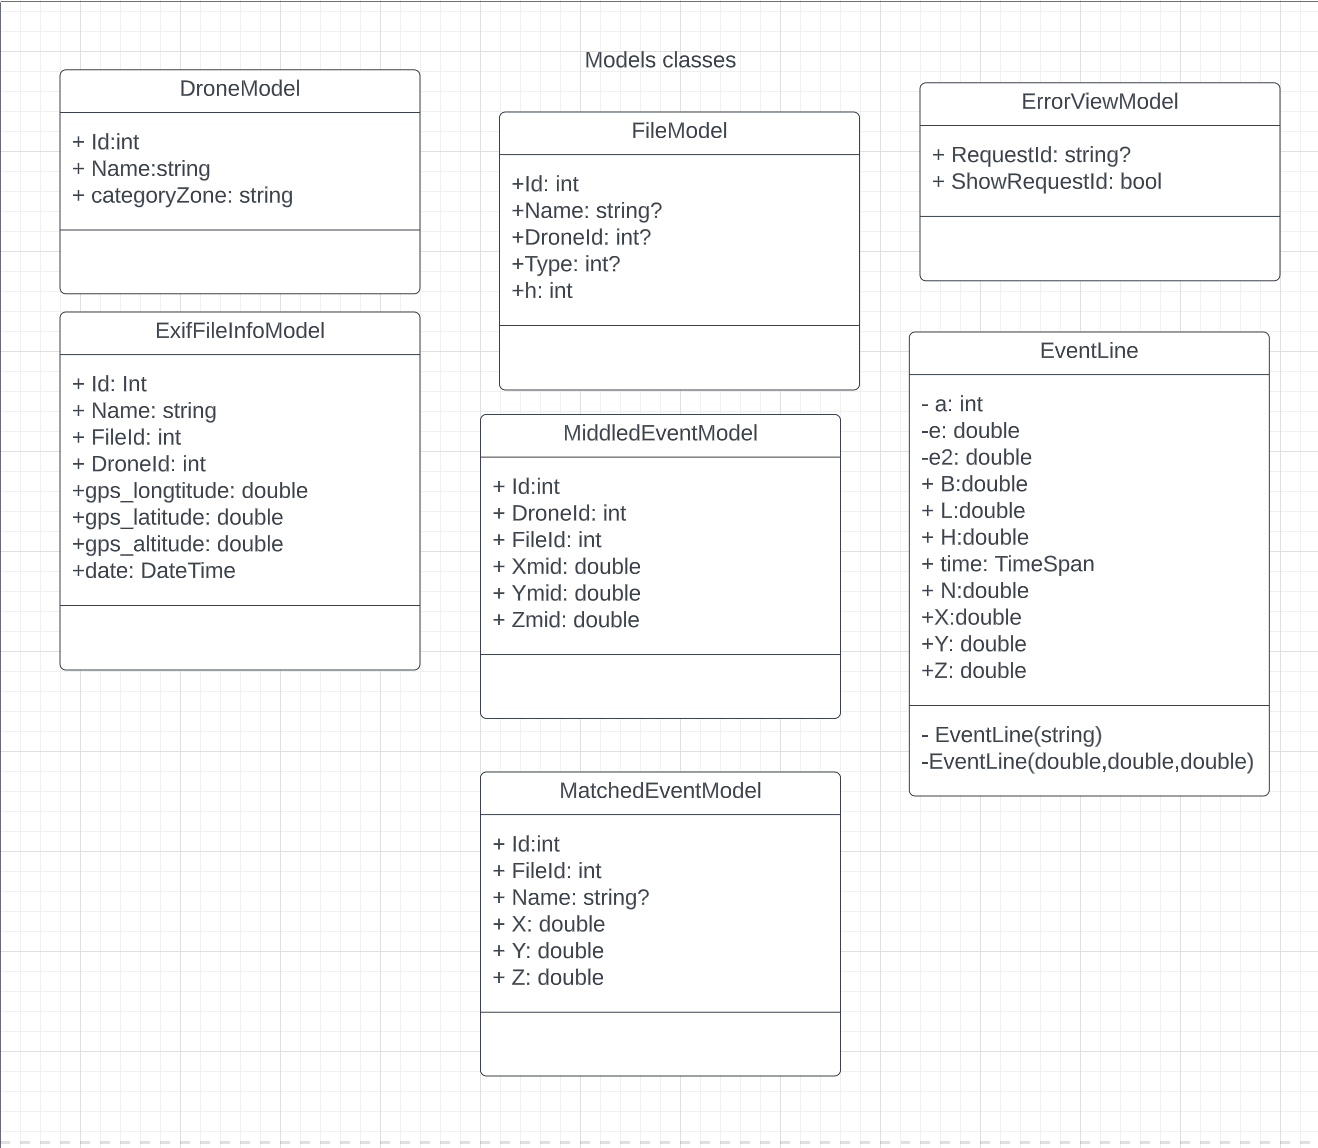 Models classes
DroneModel
+ Id:int
+ Name:string
+ categoryZone: string
ExifFileInfoModel
+ Id: Int
+ Name: string
+ FileId: int
+ DroneId: int
+gps_longtitude: double
+gps_latitude: double
+gps_altitude: double
+date: DateTime
FileModel
+Id: int
+Name: string?
+DroneId: int?
+Type: int?
+h: int
MiddledEventModel
+ Id:int
+ DroneId: int
+ FileId: int
+ Xmid: double
+ Ymid: double
+ Zmid: double
MatchedEventModel
+ Id:int
+ FileId: int
+ Name: string?
+ X: double
+ Y: double
+ Z: double
ErrorViewModel
+ RequestId: string?
+ ShowRequestId: bool
EventLine
- a: int
-e: double
-e2: double
+ B:double
+ L:double
+ H:double
+ time: TimeSpan
+ N:double
+X:double
+Y: double
+Z: double
- EventLine(string)
-EventLine(double,double,double)